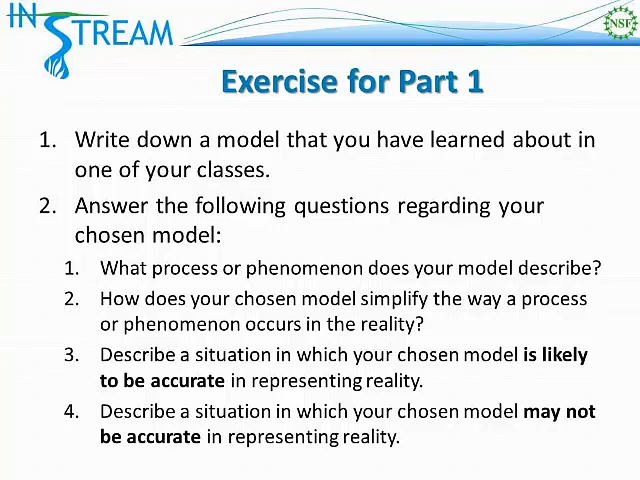 IN
STREAM
NSF
Exercise for Part 1
1. Write down a model that you have learned about in
one of your classes.
2. Answer the following questions regarding your
chosen model:
1. What process or phenomenon does your model describe?
2. How does your chosen model simplify the way a process
or phenomenon occurs in the reality?
3. Describe a situation in which your chosen model is likely
to be accurate in representing reality.
4. Describe a situation in which your chosen model may not
be accurate in representing reality.